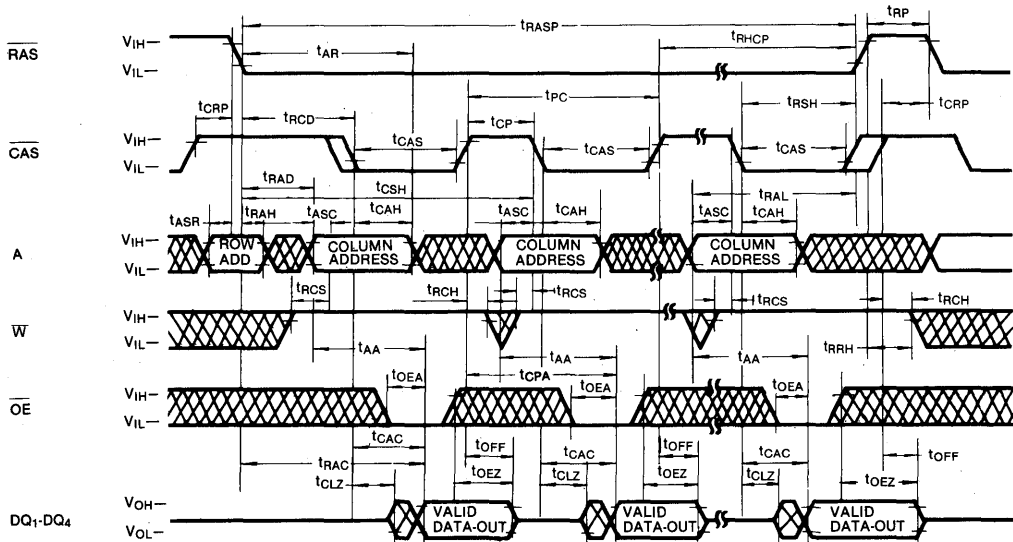 tRASP
tRP
RAS
VIH
VIL
tAR
tRHCP
tPC
tCRP
tRCD
tCP
tRSH
tCRP
CAS
VIH
VIL
tCAS
tCAS
tCAS
tRAD
tCSH
tRAL
tASR
tRAH
tASC
tCAH
tASC
tCAH
tASC
tCAH
A
VIH
VIL
ROW
ADD
COLUMN
ADDRESS
COLUMN
ADDRESS
COLUMN
ADDRESS
tRCS
tRCH
tRCS
tRCS
tRCH
W
VIH
VIL
tAA
tAA
tAA
tRRH
tOEA
tCPA
tOEA
tOEA
OE
VIH
VIL
tCAC
tOFF
tCAC
tOFF
tCAC
tOFF
tRAC
tCLZ
tOEZ
tCLZ
tOEZ
tCLZ
tOEZ
DQ1-DQ4
VOH
VOL
VALID
DATA-OUT
VALID
DATA-OUT
VALID
DATA-OUT